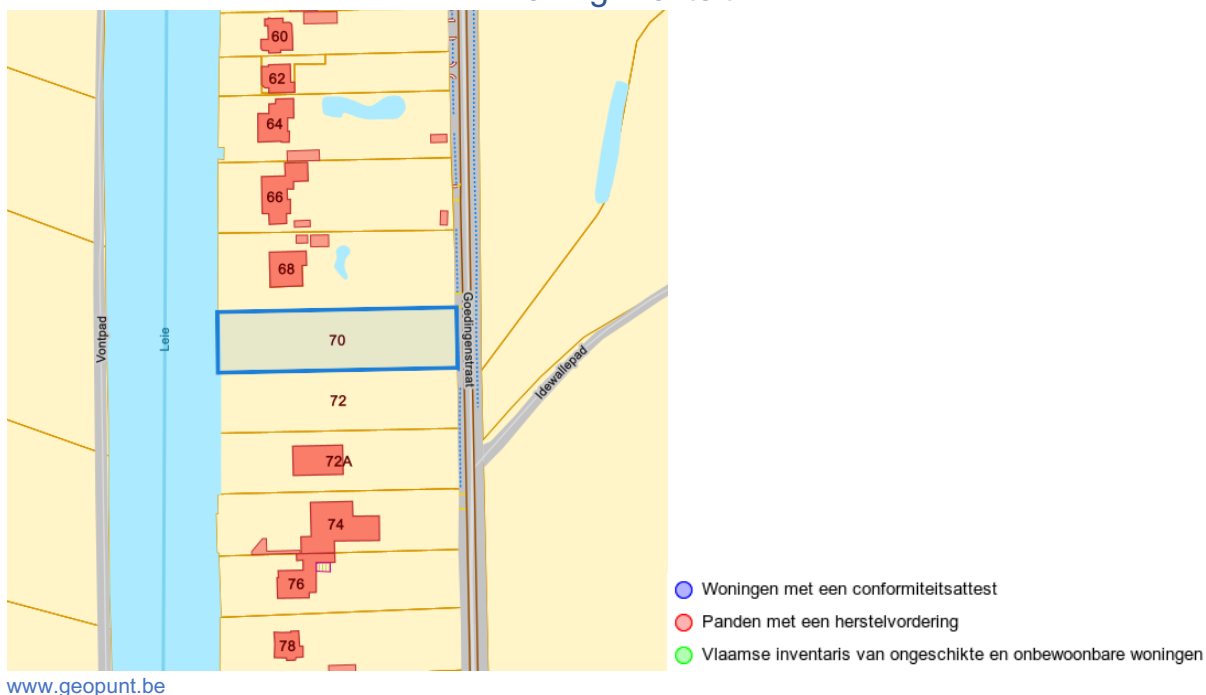 60
62
64
66
68
70
72
72A
74
76
78
Vontpad
Leie
Goedingenstraat
Idewallepad
Woningen met een conformiteitsattest
Panden met een herstelvordering
Vlaamse inventaris van ongeschikte en onbewoonbare woningen
www.geopunt.be